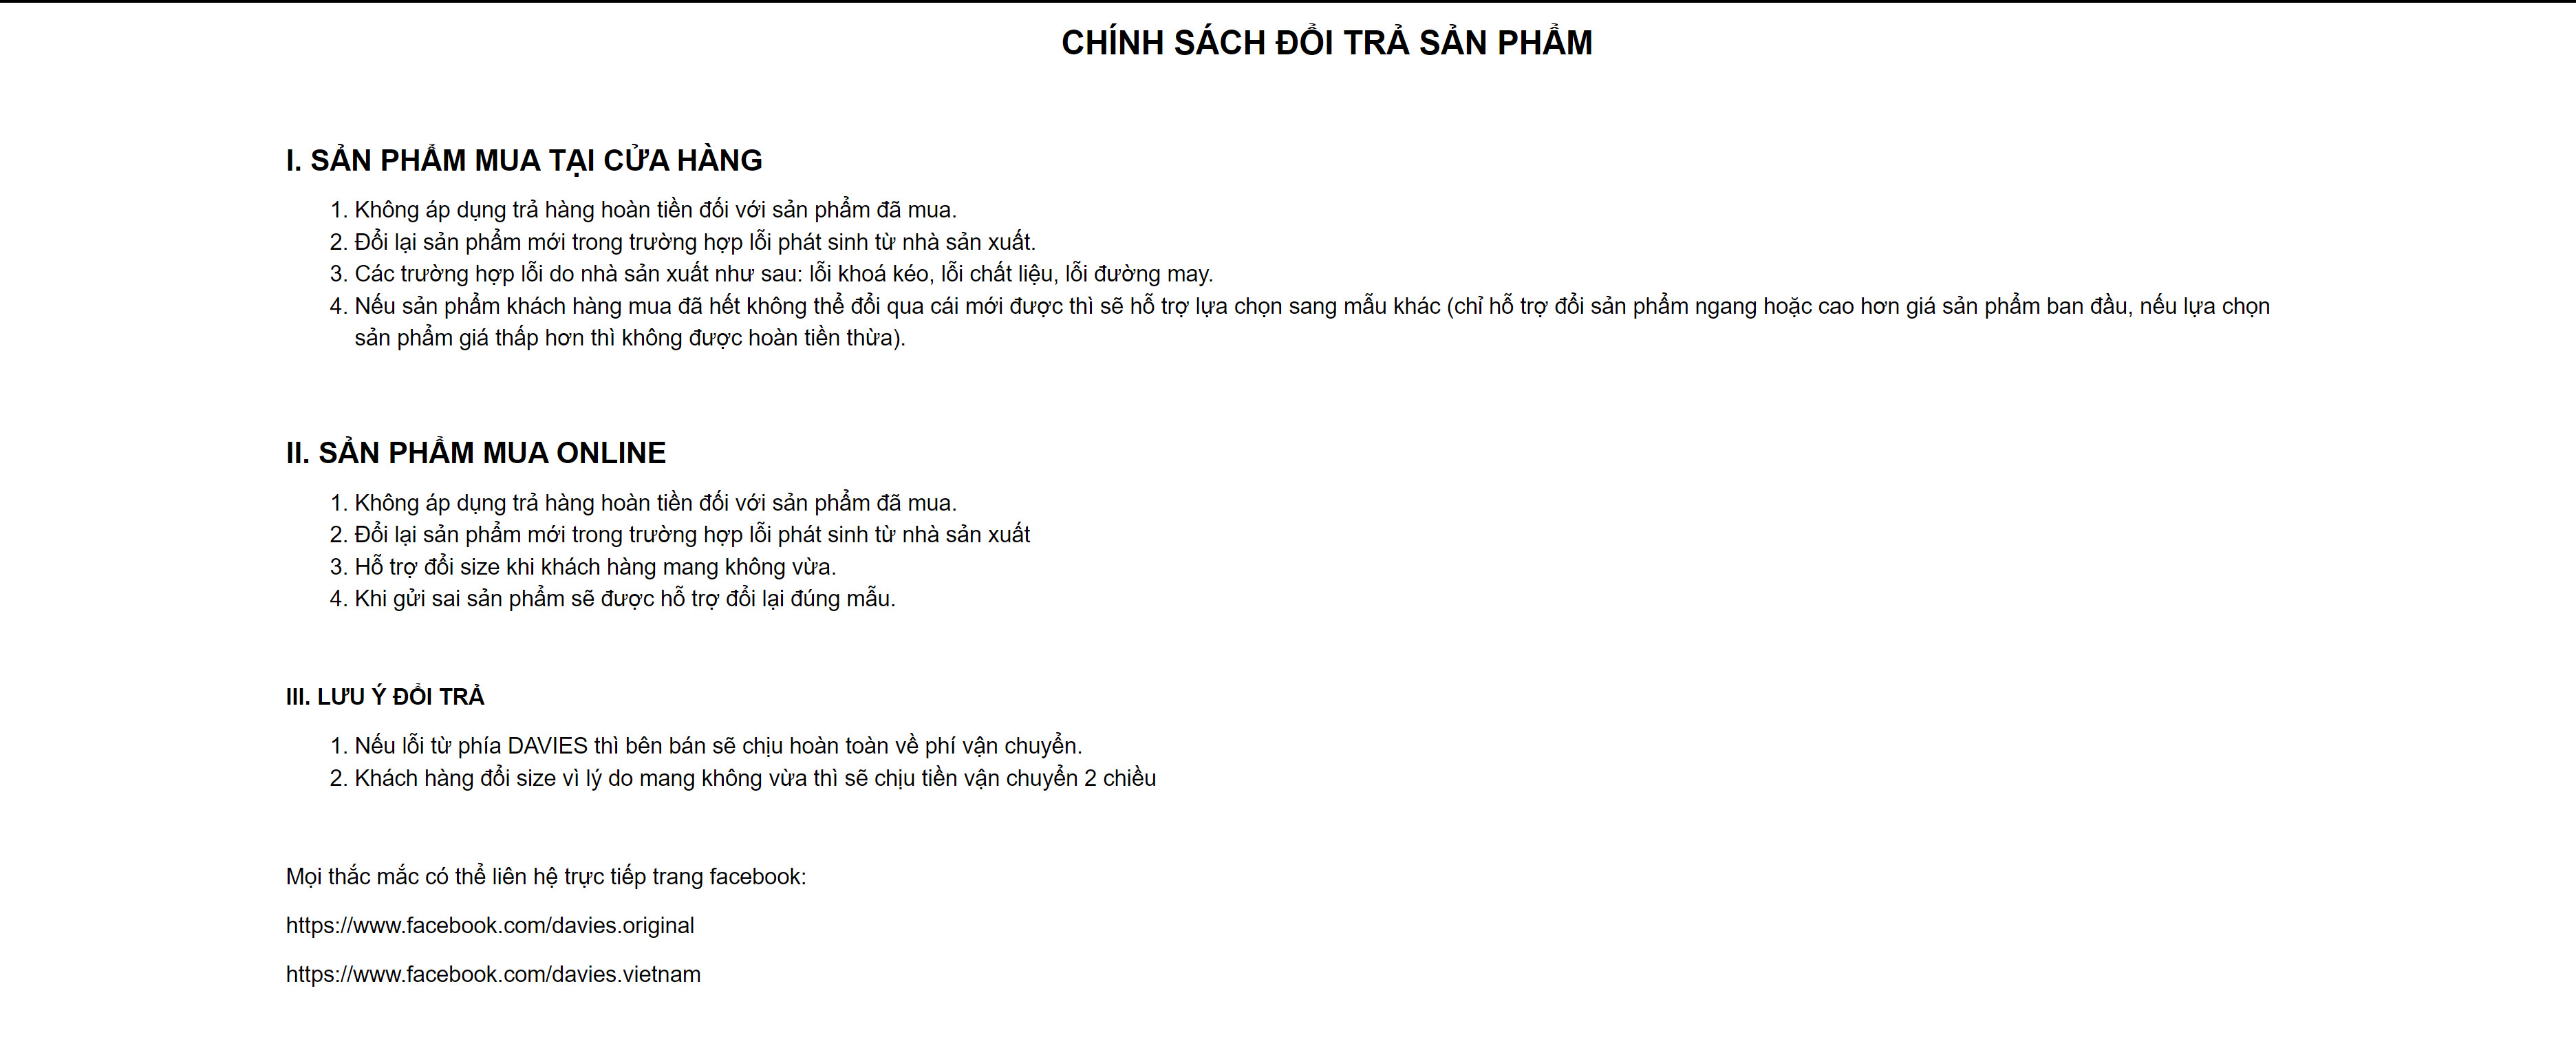 CHÍNH SÁCH ĐỔI TRẢ SẢN PHẨM
I. SẢN PHẨM MUA TẠI CỬA HÀNG
1. Không áp dụng trả hàng hoàn tiền đối với sản phẩm đã mua.
2. Đổi lại sản phẩm mới trong trường hợp lỗi phát sinh từ nhà sản xuất.
3. Các trường hợp lỗi do nhà sản xuất như sau: lỗi khoá kéo, lỗi chất liệu, lỗi đường may.
4. Nếu sản phẩm khách hàng mua đã hết không thể đổi qua cái mới được thì sẽ hỗ trợ lựa chọn sang mẫu khác (chỉ hỗ trợ đổi sản phẩm ngang hoặc cao hơn giá sản phẩm ban đầu, nếu lựa chọn
sản phẩm giá thấp hơn thì không được hoàn tiền thừa).
II. SẢN PHẨM MUA ONLINE
1. Không áp dụng trả hàng hoàn tiền đối với sản phẩm đã mua.
2. Đổi lại sản phẩm mới trong trường hợp lỗi phát sinh từ nhà sản xuất
3. Hỗ trợ đổi size khi khách hàng mang không vừa.
4. Khi gửi sai sản phẩm sẽ được hỗ trợ đổi lại đúng mẫu.
III. LƯU Ý ĐỔI TRẢ
1. Nếu lỗi từ phía DAVIES thì bên bán sẽ chịu hoàn toàn về phí vận chuyển.
2. Khách hàng đổi size vì lý do mang không vừa thì sẽ chịu tiền vận chuyển 2 chiều
Mọi thắc mắc có thể liên hệ trực tiếp trang facebook:
https://www.facebook.com/davies.original
https://www.facebook.com/davies.vietnam